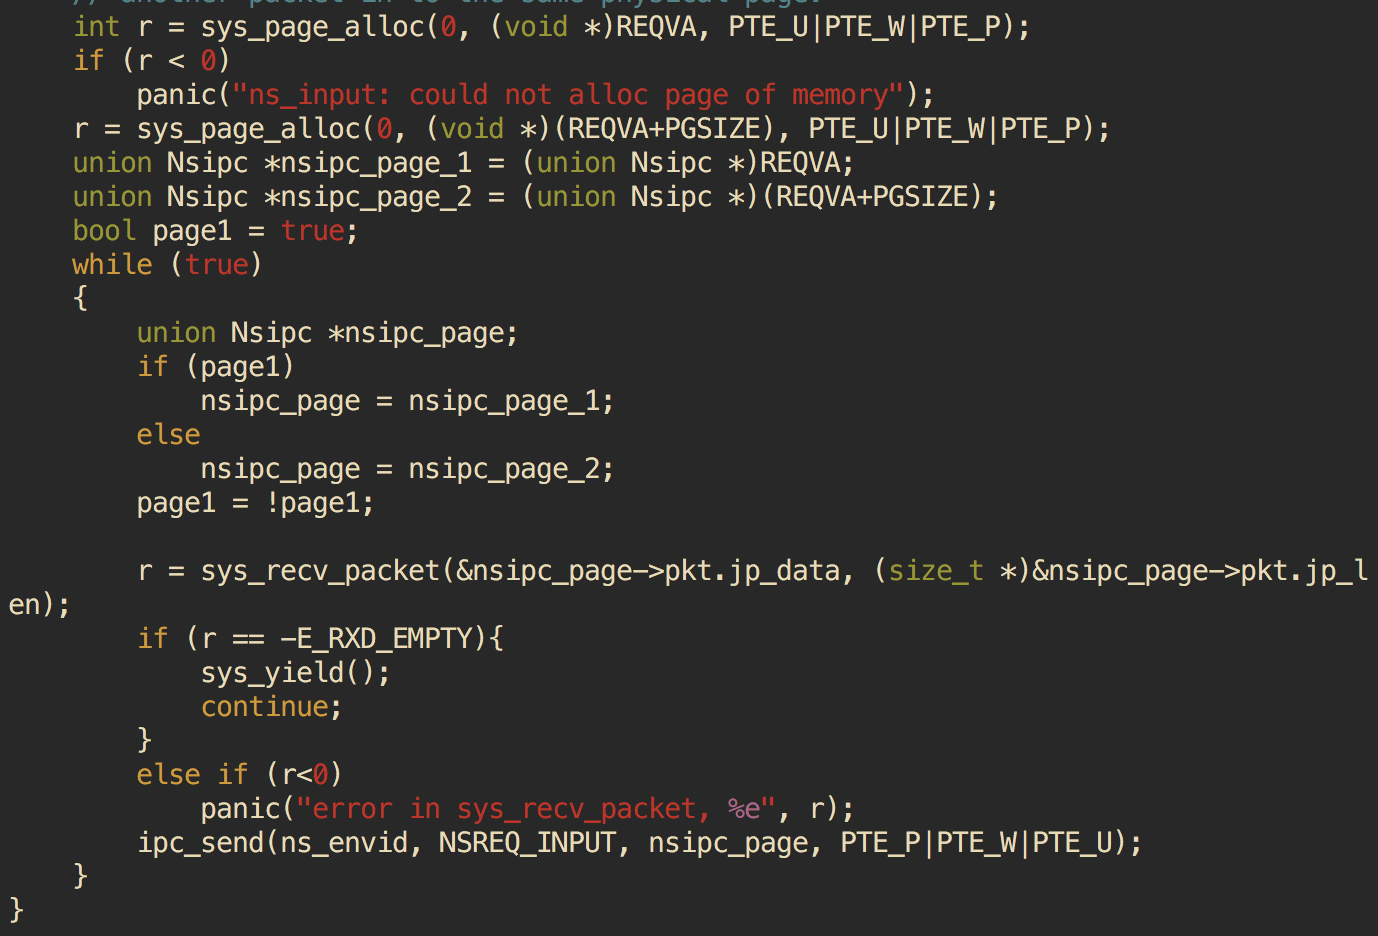 // another packet in to the same physical page.
    int r = sys_page_alloc(0, (void *)REQVA, PTE_U|PTE_W|PTE_P);
    if (r < 0)
        panic("ns_input: could not alloc page of memory");
    r = sys_page_alloc(0, (void *)(REQVA+PGSIZE), PTE_U|PTE_W|PTE_P);
    union Nsipc *nsipc_page_1 = (union Nsipc *)REQVA;
    union Nsipc *nsipc_page_2 = (union Nsipc *)(REQVA+PGSIZE);
    bool page1 = true;
    while (true)
    {
        union Nsipc *nsipc_page;
        if (page1)
            nsipc_page = nsipc_page_1;
        else
            nsipc_page = nsipc_page_2;
        page1 = !page1;

        r = sys_recv_packet(&nsipc_page->pkt.jp_data, (size_t *)&nsipc_page->pkt.jp_l
en);
        if (r == -E_RXD_EMPTY){
            sys_yield();
            continue;
        }
        else if (r<0)
            panic("error in sys_recv_packet, %e", r);
        ipc_send(ns_envid, NSREQ_INPUT, nsipc_page, PTE_P|PTE_W|PTE_U);
    }
}